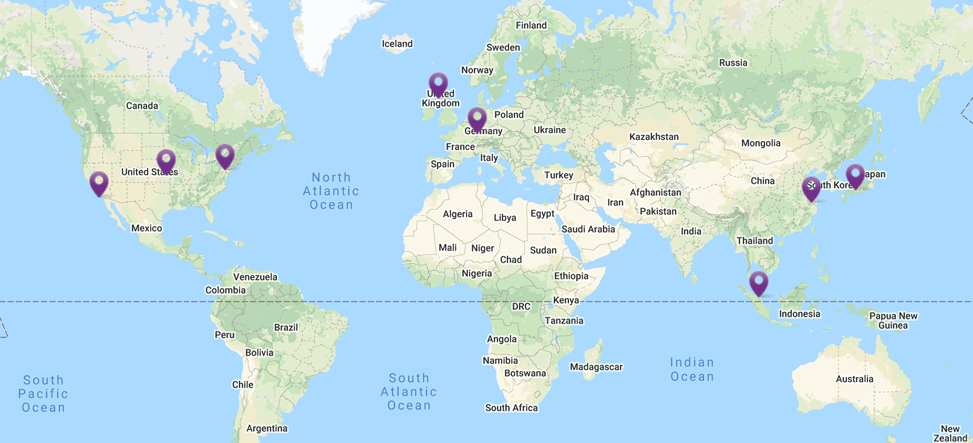 Finland
Iceland
Sweden
Russia
Norway
United
Kingdom
Canada
Poland
Germany
Ukraine
Kazakhstan
Mongolia
France
Italy
Spain
United States
Turkey
China
South Korea
Japan
North
Atlantic
Ocean
Afghanistan
Iraq
Iran
Pakistan
Algeria
Libya
Egypt
Saudi Arabia
India
Mexico
Mali
Niger
Sudan
Chad
Thailand
Venezuela
Colombia
Nigeria
Ethiopia
DRC
Kenya
Indonesia
Papua New
Guinea
Tanzania
Peru
Brazil
Angola
Bolivia
Namibia
Botswana
Madagascar
Indian
Ocean
South
Pacific
Ocean
Chile
South
Atlantic
Ocean
Australia
South Africa
Argentina
New
Zealand